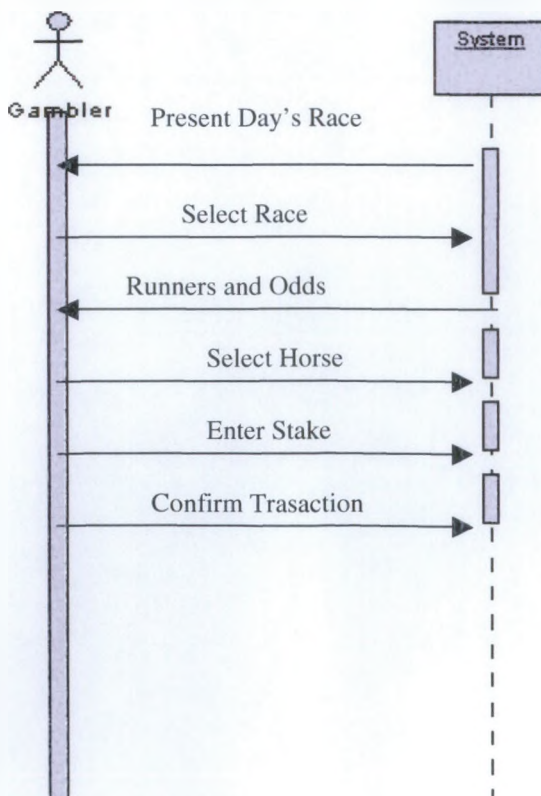 System
Gambler
Present Day's Race
Select Race
Runners and Odds
Select Horse
Enter Stake
Confirm Trasaction